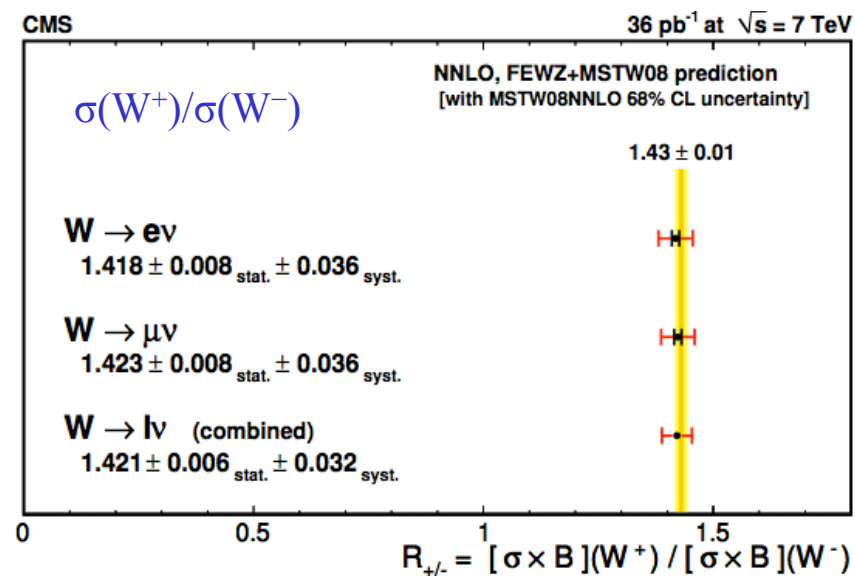 CMS 36 pb⁻¹ at √s = 7 TeV
NNLO, FEWZ+MSTW08 prediction
[with MSTW08NNLO 68% CL uncertainty]
σ(W⁺)/σ(W⁻)
1.43 ± 0.01
W → eν
1.418 ± 0.008 stat. ± 0.036 syst.
W → μν
1.423 ± 0.008 stat. ± 0.036 syst.
W → lν (combined)
1.421 ± 0.006 stat. ± 0.032 syst.
0 0.5 1 1.5
R₊/₋ = [ σ × B ](W⁺) / [ σ × B ](W⁻)